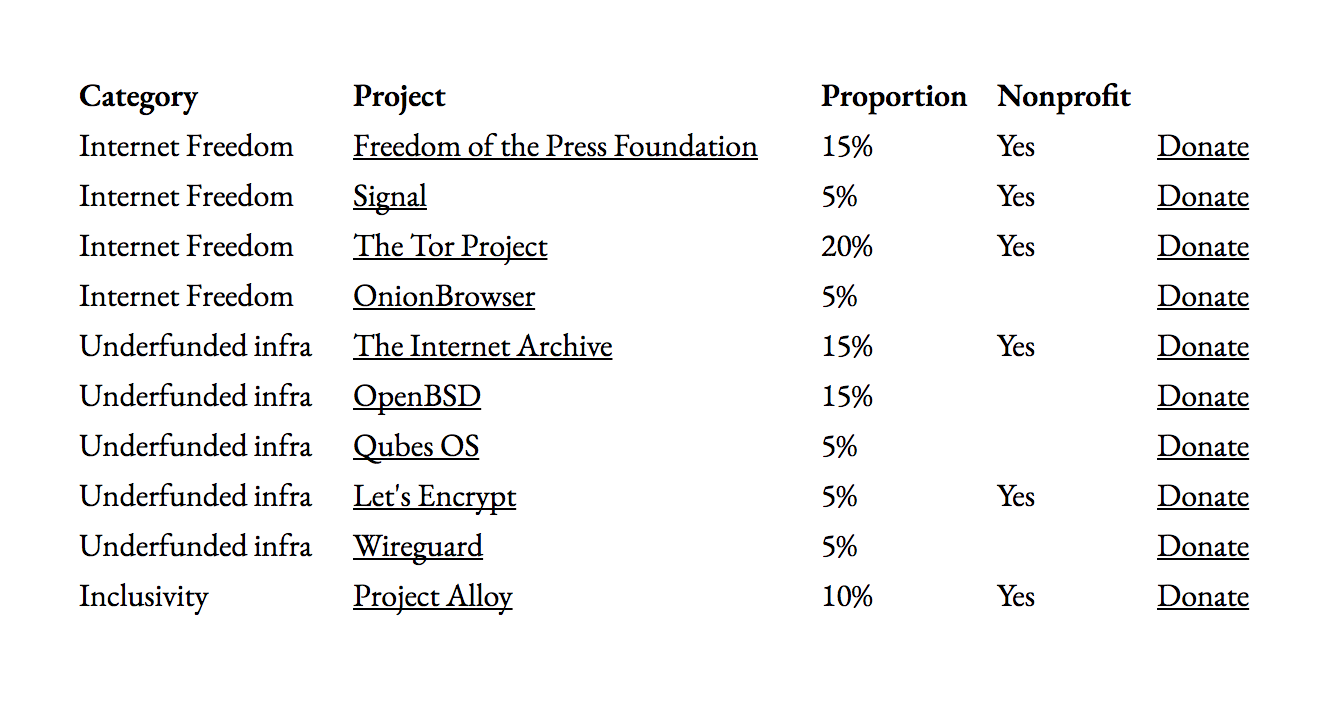 Category Project Proportion Nonprofit
Internet Freedom Freedom of the Press Foundation 15% Yes Donate
Internet Freedom Signal 5% Yes Donate
Internet Freedom The Tor Project 20% Yes Donate
Internet Freedom OnionBrowser 5% Donate
Underfunded infra The Internet Archive 15% Yes Donate
Underfunded infra OpenBSD 15% Donate
Underfunded infra Qubes OS 5% Donate
Underfunded infra Let's Encrypt 5% Yes Donate
Underfunded infra Wireguard 5% Donate
Inclusivity Project Alloy 10% Yes Donate